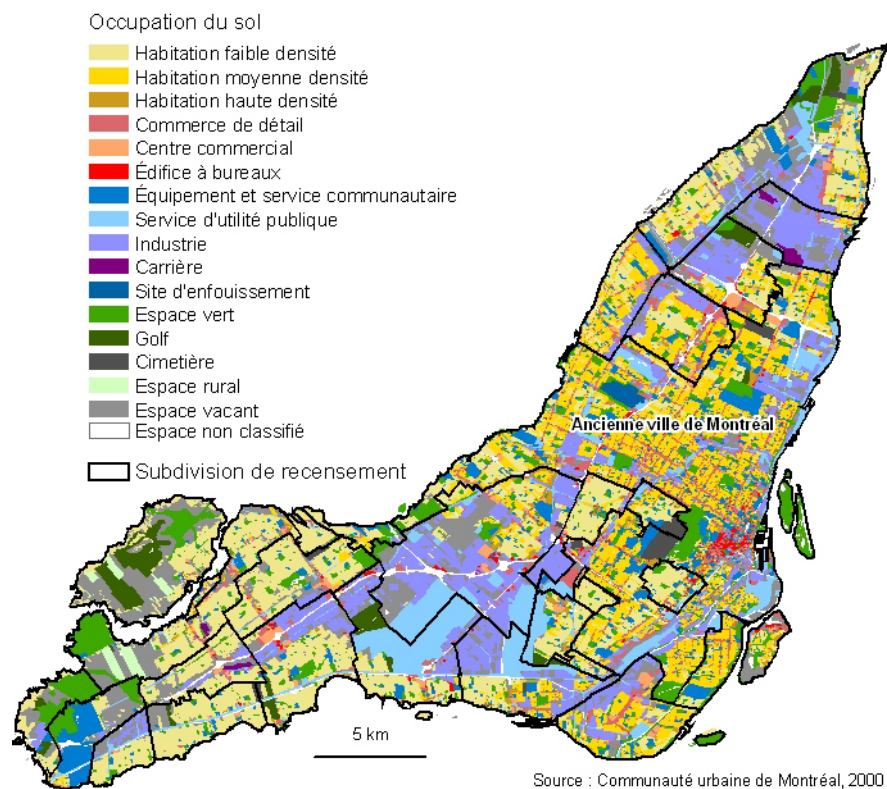 Occupation du sol
Habitation faible densité
Habitation moyenne densité
Habitation haute densité
Commerce de détail
Centre commercial
Édifice à bureaux
Équipement et service communautaire
Service d'utilité publique
Industrie
Carrière
Site d'enfouissement
Espace vert
Golf
Cimetière
Espace rural
Espace vacant
Espace non classifié
Subdivision de recensement
Ancienne ville de Montréal
5 km
Source : Communauté urbaine de Montréal, 2000